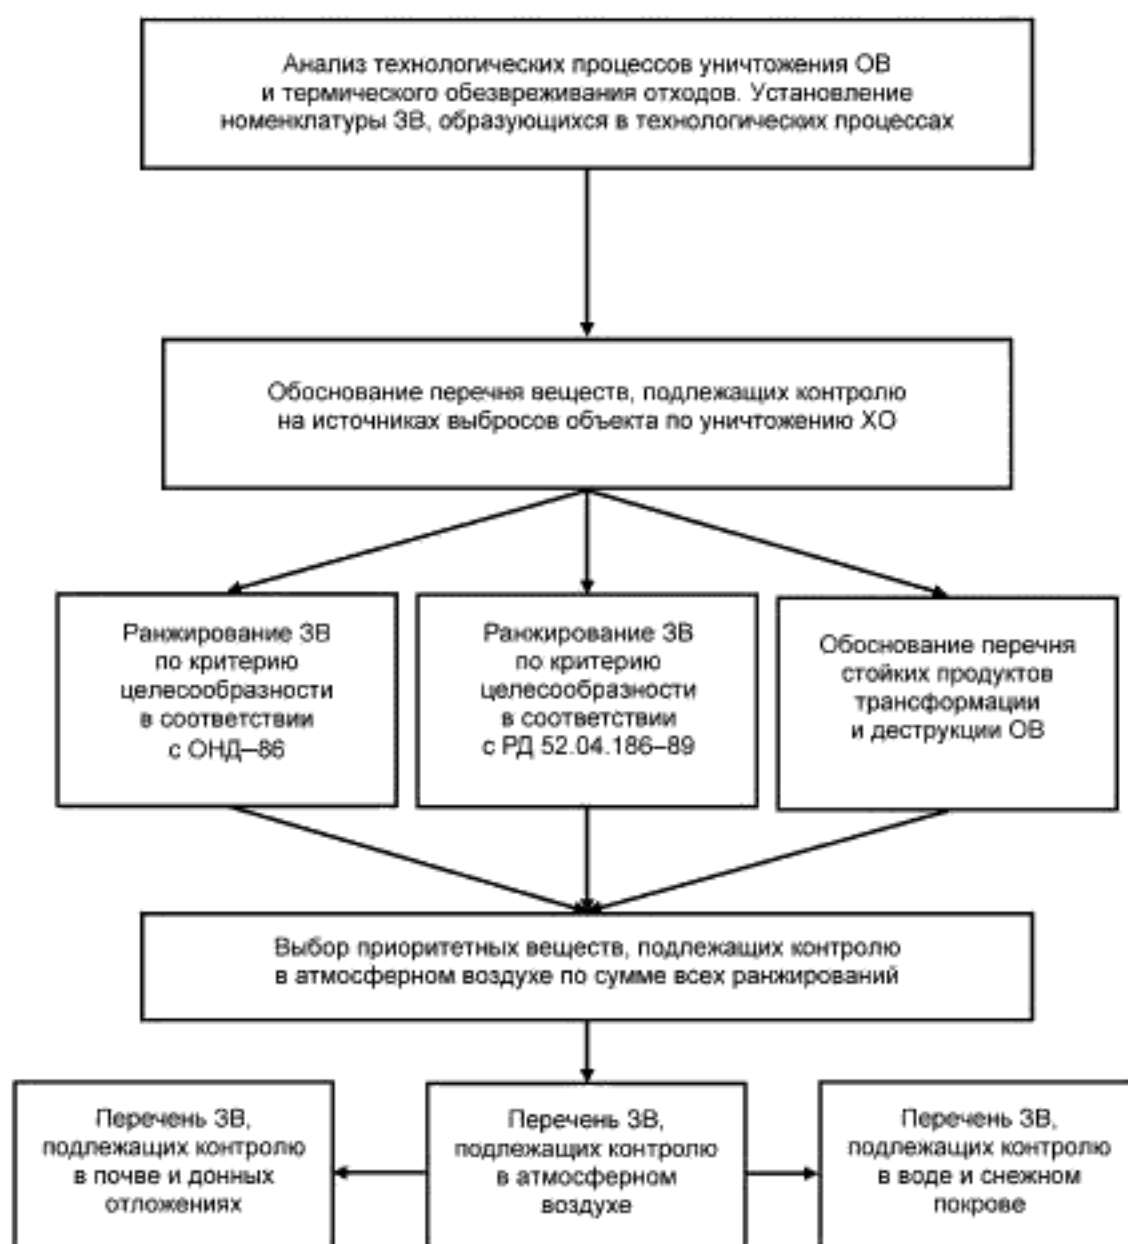 Анализ технологических процессов уничтожения ОВ
и термического обезвреживания отходов. Установление
номенклатуры ЗВ, образующихся в технологических процессах
Обоснование перечня веществ, подлежащих контролю
на источниках выбросов объекта по уничтожению ХО
Ранжирование ЗВ
по критерию
целесообразности
в соответствии
с ОНД–86
Ранжирование ЗВ
по критерию
целесообразности
в соответствии
с РД 52.04.186–89
Обоснование перечня
стойких продуктов
трансформации
и деструкции ОВ
Выбор приоритетных веществ, подлежащих контролю
в атмосферном воздухе по сумме всех ранжирований
Перечень ЗВ,
подлежащих контролю
в почве и донных
отложениях
Перечень ЗВ,
подлежащих контролю
в атмосферном
воздухе
Перечень ЗВ,
подлежащих контролю
в воде и снежном
покрове